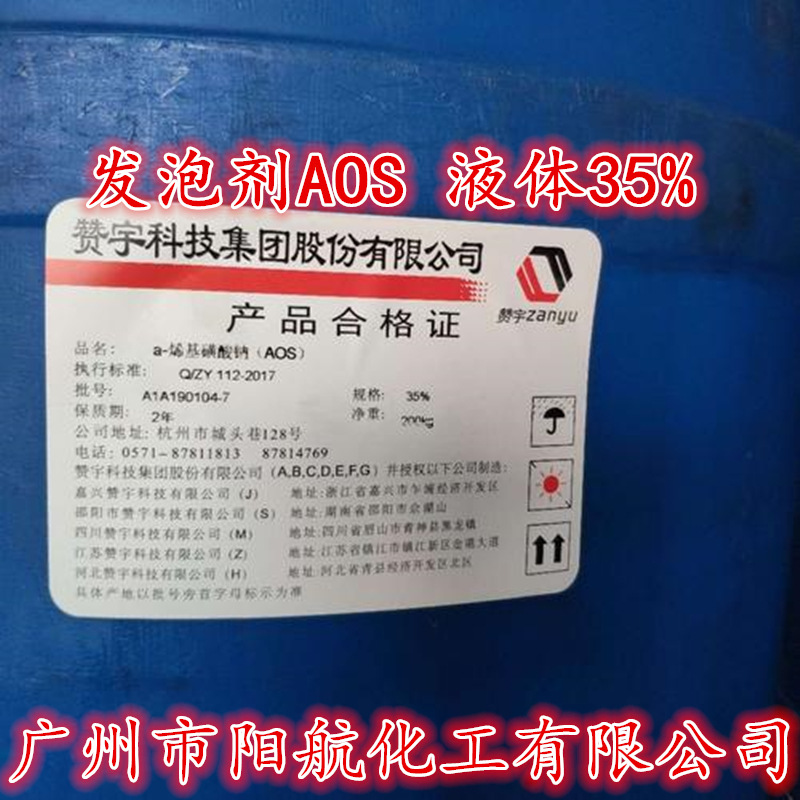 发泡剂AOS 液体35%
赞宇科技集团股份有限公司
赞宇zanyu
产品合格证
品名: a-烯基磺酸钠(AOS)
执行标准: Q/ZY 112-2017
批号: A1A190104-7 规格: 35%
保质期: 2年 净重: 200kg
公司地址: 杭州市城头巷128号
电话: 0571-87811813 87814769
赞宇科技集团股份有限公司(A,B,C,D,E,F,G)并授权以下公司制造:
嘉兴赞宇科技有限公司(J) 地址:浙江省嘉兴市乍浦经济开发区
邵阳市赞宇科技有限公司(S) 地址:湖南省邵阳市佘湖山
四川赞宇科技有限公司(M) 地址:四川省眉山市青神县黑龙镇
江苏赞宇科技有限公司(Z) 地址:江苏省镇江市镇江新区金港大道
河北赞宇科技有限公司(H) 地址:河北省青县经济开发区北区
具体产地以批号旁首字母标示为准
广州市阳航化工有限公司